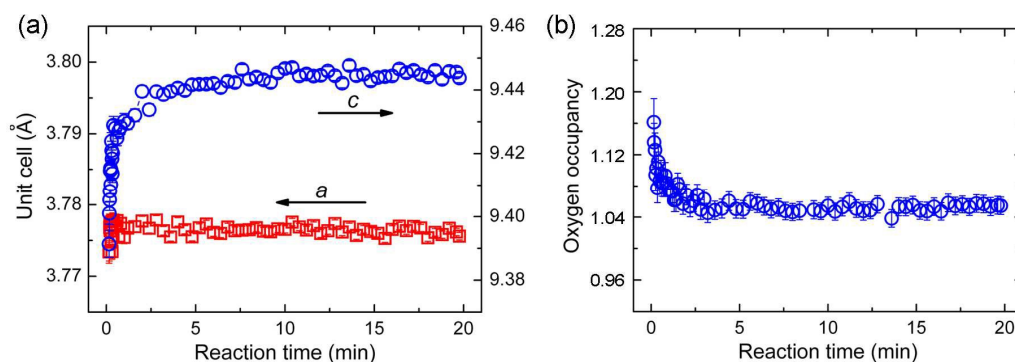 (a)
Unit cell (Å)
3.80
3.79
3.78
3.77
9.46
9.44
9.42
9.40
9.38
c
a
0 5 10 15 20
Reaction time (min)
(b)
Oxygen occupancy
1.28
1.20
1.12
1.04
0.96
0 5 10 15 20
Reaction time (min)